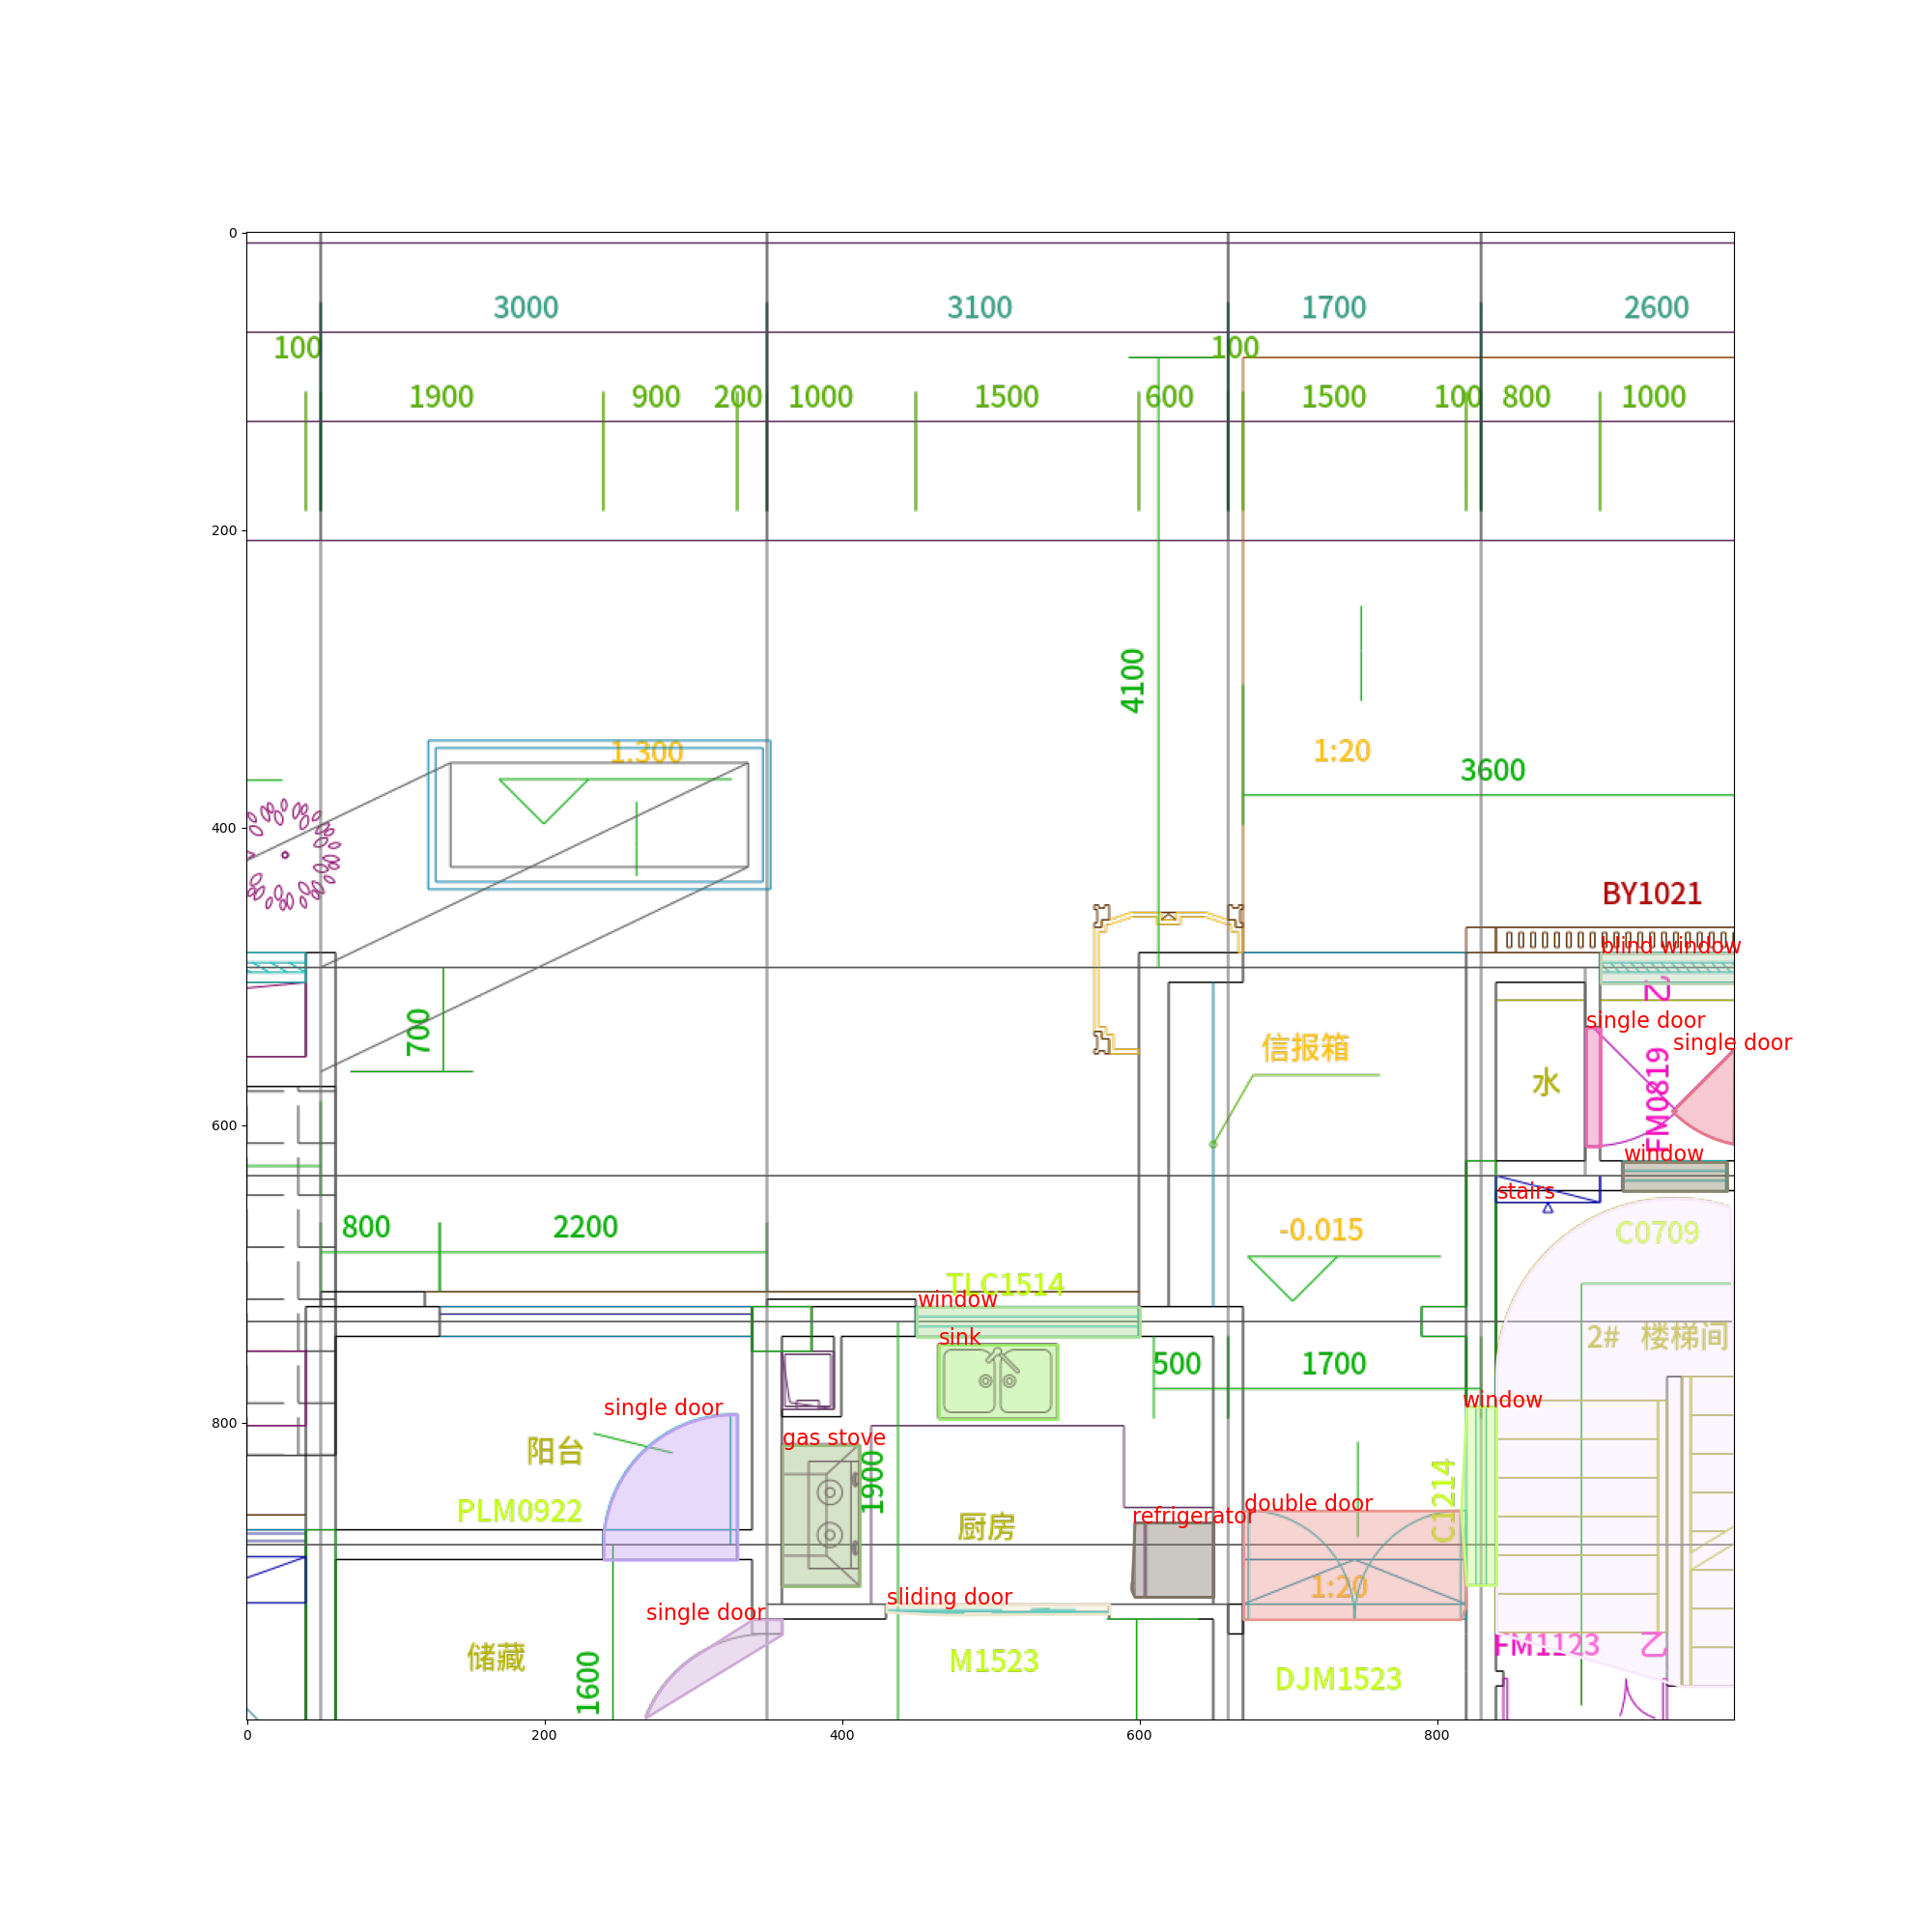 0
3000 3100 1700 2600
100 100
1900 900 200 1000 1500 600 1500 100 800 1000
200
4100
1.300
1:20
3600
400
BY1021
blind window
乙
700
single door
信报箱
single door
水
FM0819
600
window
stairs
800 2200
-0.015
C0709
TLC1514
window
2# 楼梯间
sink
500 1700
window
single door
800
gas stove
阳台
1900
C1214
PLM0922
double door
refrigerator
厨房
1:20
sliding door
single door
储藏
1600
M1523
FM1123 乙
DJM1523
0 200 400 600 800